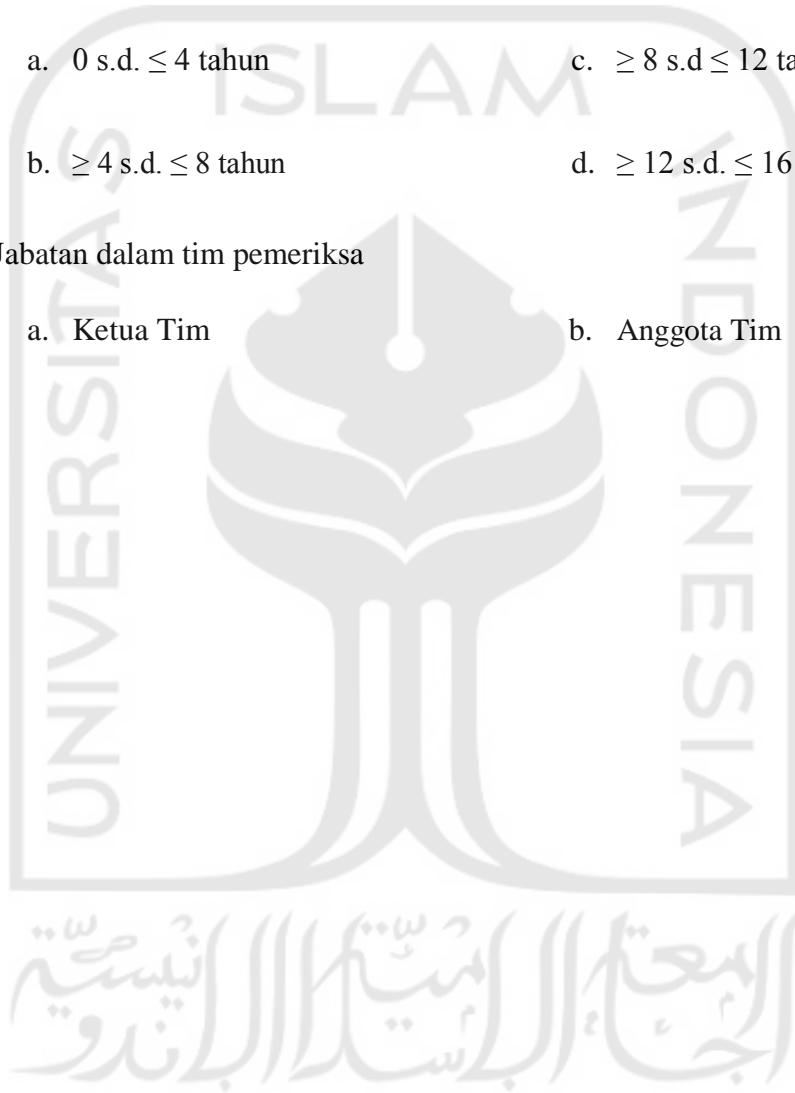 a. 0 s.d. ≤ 4 tahun c. ≥ 8 s.d ≤ 12
b. ≥ 4 s.d. ≤ 8 tahun d. ≥ 12 s.d. ≤ 16
Jabatan dalam tim pemeriksa
a. Ketua Tim b. Anggota Tim
UNIVERSITAS
ISLAM
INDONESIA